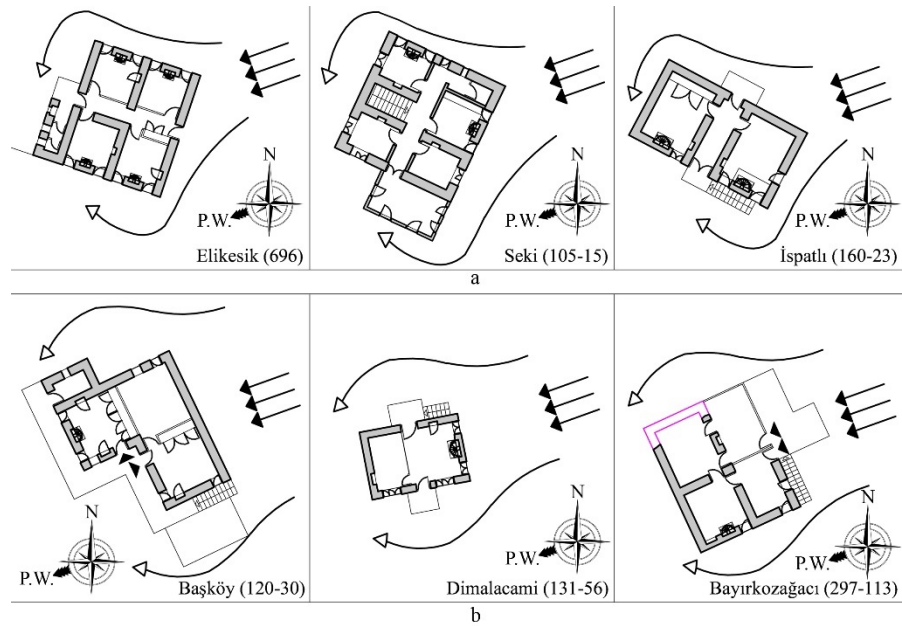 N
P.W.
Elikesik (696)
N
P.W.
Seki (105-15)
N
P.W.
İspatlı (160-23)
a
N
P.W.
Başköy (120-30)
N
P.W.
Dimalacami (131-56)
N
P.W.
Bayırkozağacı (297-113)
b